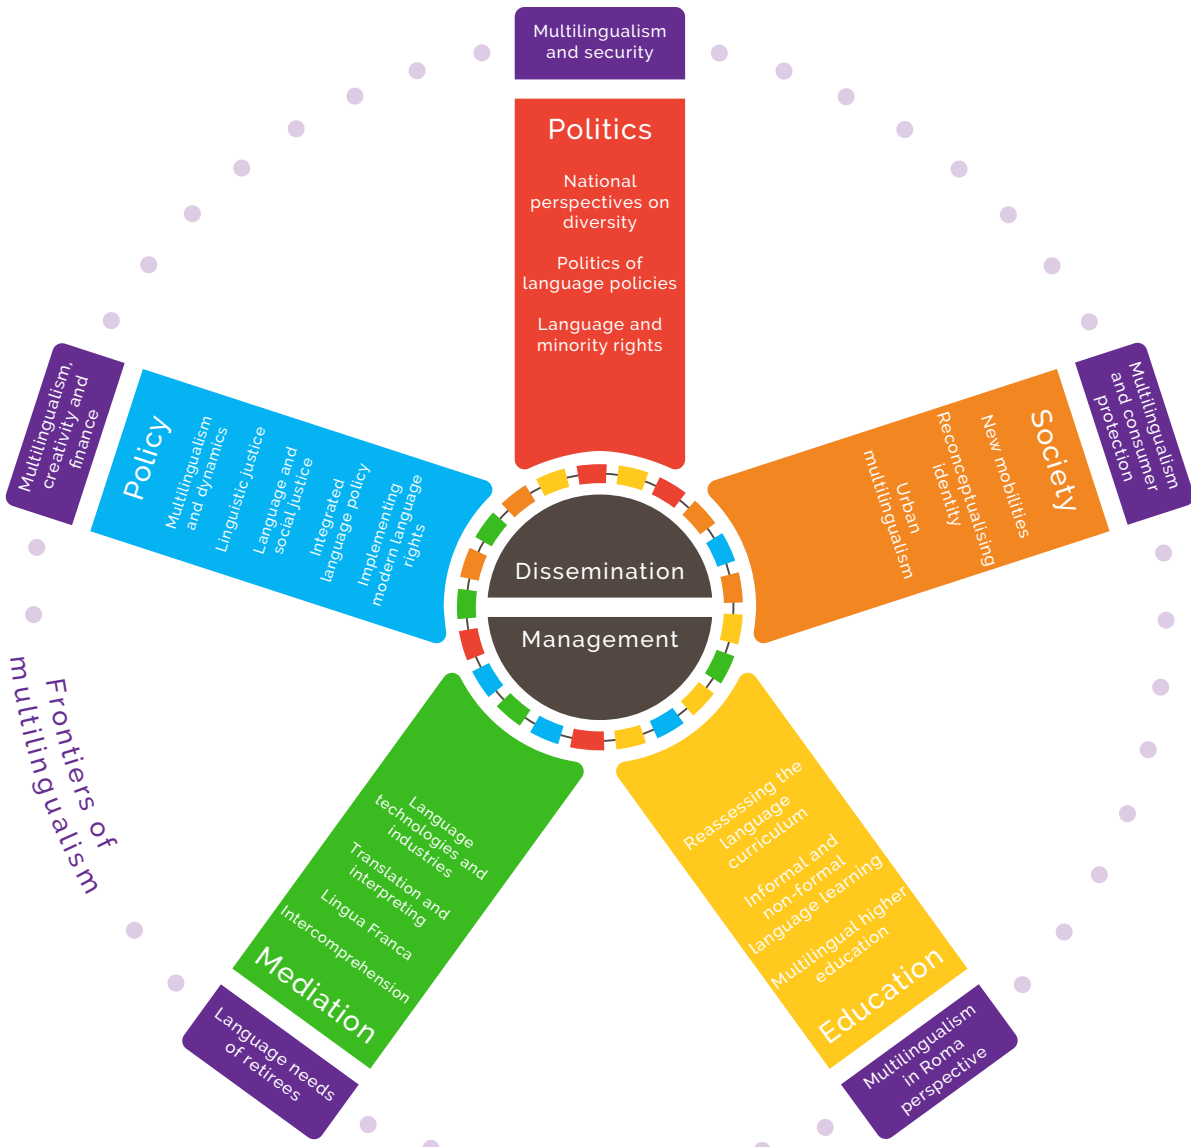 Multilingualism
and security
Politics
National
perspectives on
diversity
Politics of
language policies
Language and
minority rights
Multilingualism,
creativity and
finance
Policy
Multilingualism
and dynamics
Linguistic justice
Language and
social justice
Integrated
language policy
Implementing
modern language
rights
Multilingualism
and consumer
protection
Society
New mobilities
Reconceptualising
identity
Urban
multilingualism
Dissemination
Management
Frontiers of
multilingualism
Language
technologies and
industries
Translation and
interpreting
Lingua Franca
Intercomprehension
Mediation
Language needs
of retirees
Reassessing the
language
curriculum
Informal and
non-formal
language learning
Multilingual higher
education
Education
Multilingualism
in Roma
perspective